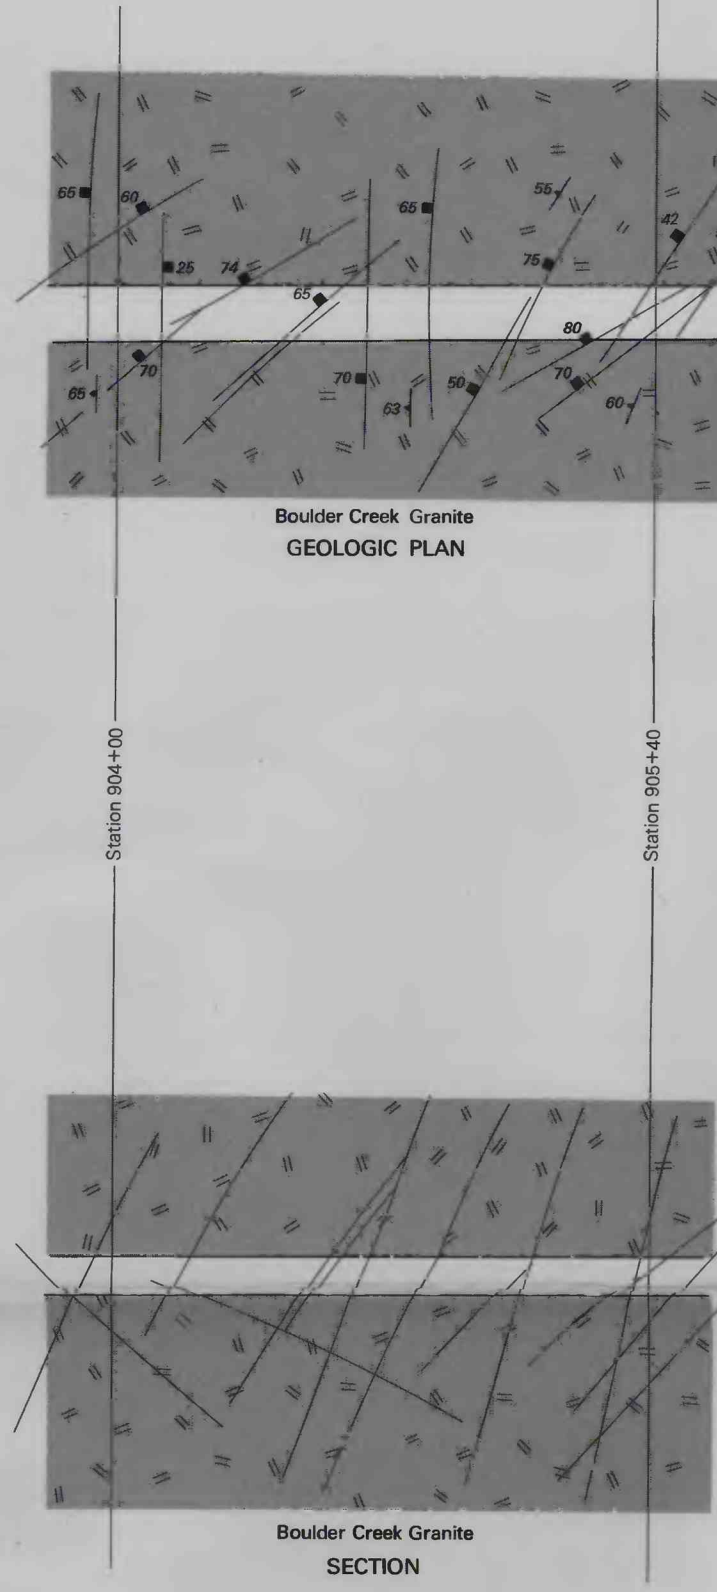 65
60
55
65
42
25
74
75
65
80
70
70
50
70
65
63
60
Boulder Creek Granite
GEOLOGIC PLAN
Station 904+00
Station 905+40
Boulder Creek Granite
SECTION